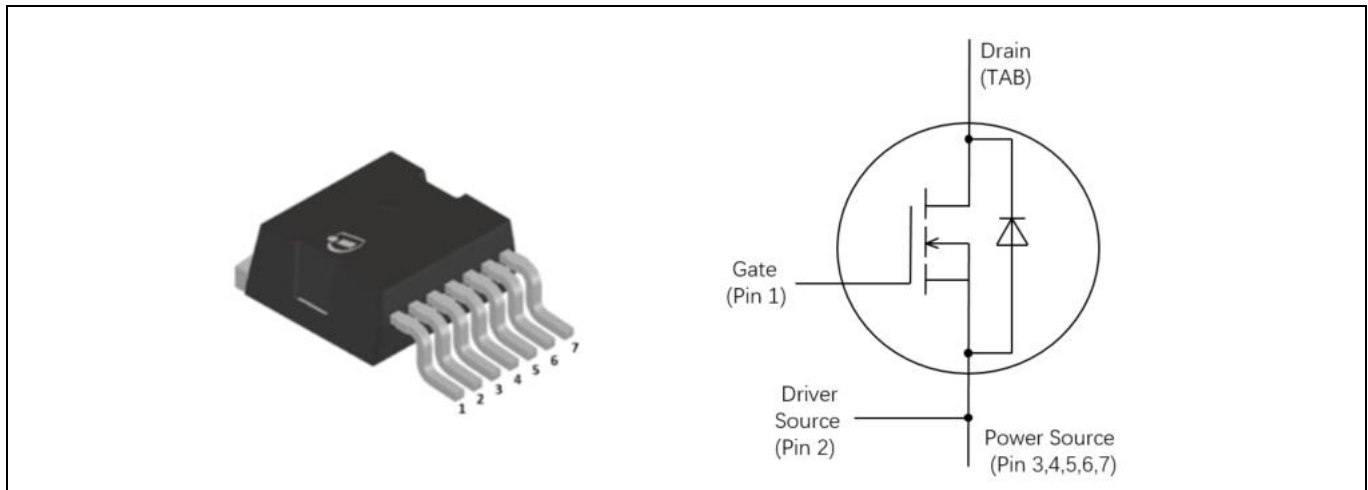 Drain
(TAB)
Gate
(Pin 1)
Driver
Source
(Pin 2)
Power Source
(Pin 3,4,5,6,7)
1
2
3
4
5
6
7